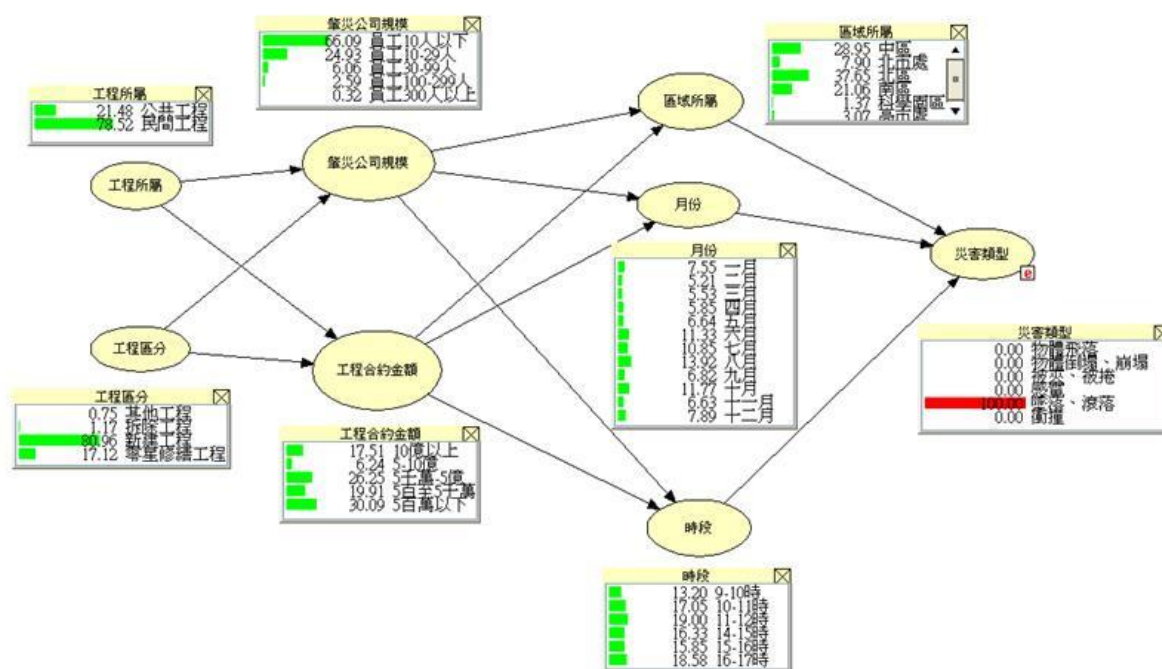 肇災公司規模
66.09 員工10人以下
24.93 員工10-29人
6.06 員工30-99人
2.59 員工100-299人
0.32 員工300人以上
區域所屬
28.95 中區
7.90 北市處
37.65 北區
21.06 南區
1.37 科學園區
3.07 高市處
工程所屬
21.48 公共工程
78.52 民間工程
工程所屬
肇災公司規模
區域所屬
月份
災害類型
e
月份
7.55 一月
5.21 二月
5.53 三月
5.85 四月
6.64 五月
11.33 六月
10.85 七月
13.92 八月
6.82 九月
11.77 十月
6.63 十一月
7.89 十二月
工程區分
工程合約金額
災害類型
0.00 物體飛落
0.00 物體倒塌、崩塌
0.00 被夾、被捲
0.00 感電
100.00 墜落、滾落
0.00 衝撞
工程區分
0.75 其他工程
1.17 拆除工程
80.96 新建工程
17.12 零星修繕工程
工程合約金額
17.51 10億以上
6.24 5-10億
26.25 5千萬-5億
19.91 5百至5千萬
30.09 5百萬以下
時段
時段
13.20 9-10時
17.05 10-11時
19.00 11-12時
16.33 14-15時
15.85 15-16時
18.58 16-17時